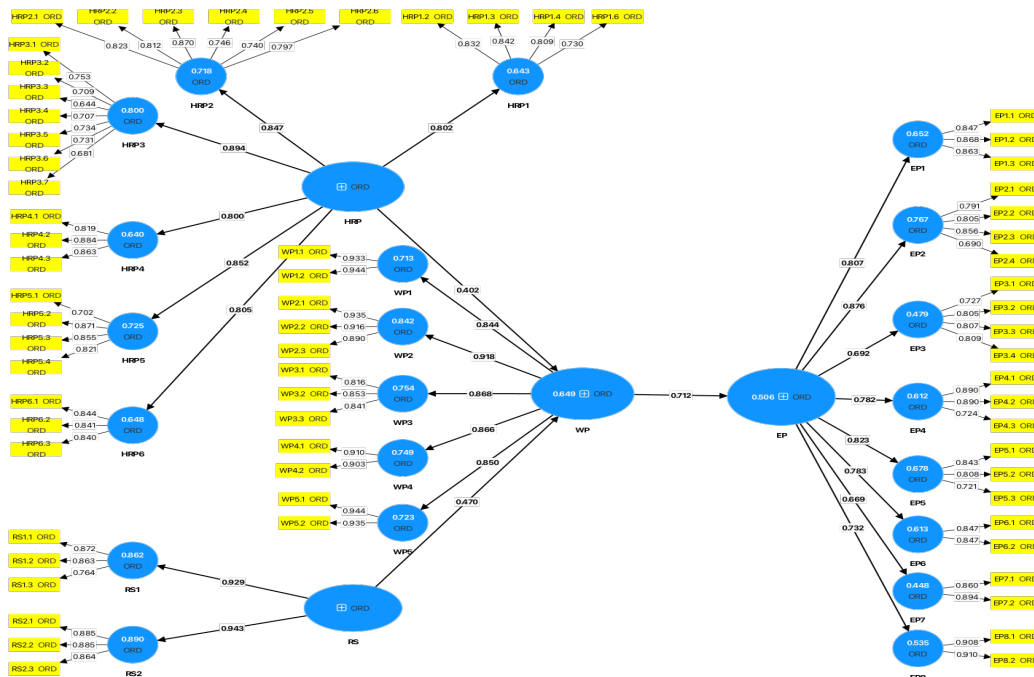 HRP2.1 ORD
HRP2.2 ORD
HRP2.3 ORD
HRP2.4 ORD
HRP2.5 ORD
HRP2.6 ORD
0.823
0.812
0.870
0.746
0.740
0.797
0.718
ORD
HRP2
HRP1.2 ORD
HRP1.3 ORD
HRP1.4 ORD
HRP1.6 ORD
0.832
0.842
0.809
0.730
0.643
ORD
HRP1
HRP3.1 ORD
HRP3.2 ORD
HRP3.3 ORD
HRP3.4 ORD
HRP3.5 ORD
HRP3.6 ORD
HRP3.7 ORD
0.753
0.709
0.644
0.707
0.734
0.731
0.681
0.800
ORD
HRP3
0.847
0.802
0.894
ORD
HRP
HRP4.1 ORD
HRP4.2 ORD
HRP4.3 ORD
0.819
0.884
0.863
0.640
ORD
HRP4
0.800
0.852
0.805
0.402
HRP5.1 ORD
HRP5.2 ORD
HRP5.3 ORD
HRP5.4 ORD
0.702
0.871
0.855
0.821
0.725
ORD
HRP5
HRP6.1 ORD
HRP6.2 ORD
HRP6.3 ORD
0.844
0.841
0.840
0.648
ORD
HRP6
WP1.1 ORD
WP1.2 ORD
0.933
0.944
0.713
ORD
WP1
0.844
WP2.1 ORD
WP2.2 ORD
WP2.3 ORD
0.935
0.916
0.890
0.842
ORD
WP2
0.918
WP3.1 ORD
WP3.2 ORD
WP3.3 ORD
0.816
0.853
0.841
0.754
ORD
WP3
0.868
WP4.1 ORD
WP4.2 ORD
0.910
0.903
0.749
ORD
WP4
0.866
WP5.1 ORD
WP5.2 ORD
0.944
0.935
0.723
ORD
WP5
0.850
0.470
0.649 ORD
WP
0.712
RS1.1 ORD
RS1.2 ORD
RS1.3 ORD
0.872
0.863
0.764
0.862
ORD
RS1
0.929
ORD
RS
0.943
RS2.1 ORD
RS2.2 ORD
RS2.3 ORD
0.885
0.885
0.864
0.890
ORD
RS2
0.506 ORD
EP
0.807
0.876
0.692
0.782
0.823
0.783
0.669
0.732
0.652
ORD
EP1
0.847
0.868
0.863
EP1.1 ORD
EP1.2 ORD
EP1.3 ORD
0.767
ORD
EP2
0.791
0.805
0.856
0.690
EP2.1 ORD
EP2.2 ORD
EP2.3 ORD
EP2.4 ORD
0.479
ORD
EP3
0.727
0.805
0.807
0.809
EP3.1 ORD
EP3.2 ORD
EP3.3 ORD
EP3.4 ORD
0.612
ORD
EP4
0.890
0.890
0.724
EP4.1 ORD
EP4.2 ORD
EP4.3 ORD
0.678
ORD
EP5
0.843
0.808
0.721
EP5.1 ORD
EP5.2 ORD
EP5.3 ORD
0.613
ORD
EP6
0.847
0.847
EP6.1 ORD
EP6.2 ORD
0.448
ORD
EP7
0.860
0.894
EP7.1 ORD
EP7.2 ORD
0.535
ORD
0.908
0.910
EP8.1 ORD
EP8.2 ORD